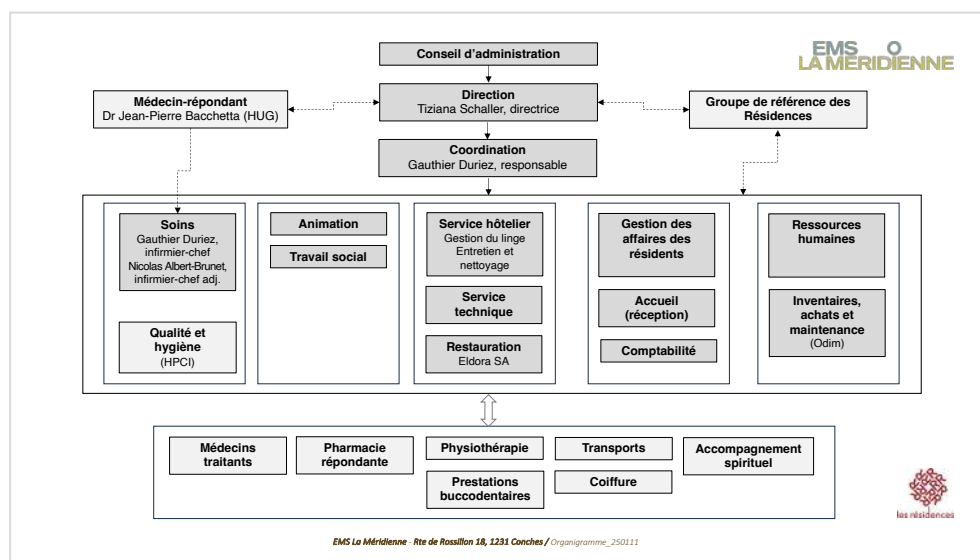 Conseil d'administration
EMS
LA MÉRIDIENNE
Direction
Tiziana Schaller, directrice
Médecin-répondant
Dr Jean-Pierre Bacchetta (HUG)
Groupe de référence des
Résidences
Coordination
Gauthier Duriez, responsable
Soins
Gauthier Duriez,
infirmier-chef
Nicolas Albert-Brunet,
infirmier-chef adj.
Qualité et
hygiène
(HPCI)
Animation
Travail social
Service hôtelier
Gestion du linge
Entretien et
nettoyage
Service
technique
Restauration
Eldora SA
Gestion des
affaires des
résidents
Accueil
(réception)
Comptabilité
Ressources
humaines
Inventaires,
achats et
maintenance
(Odim)
Médecins
traitants
Pharmacie
répondante
Physiothérapie
Prestations
buccodentaires
Transports
Coiffure
Accompagnement
spirituel
les résidences
EMS La Méridienne - Rte de Rossillon 18, 1231 Conches / Organigramme_250111